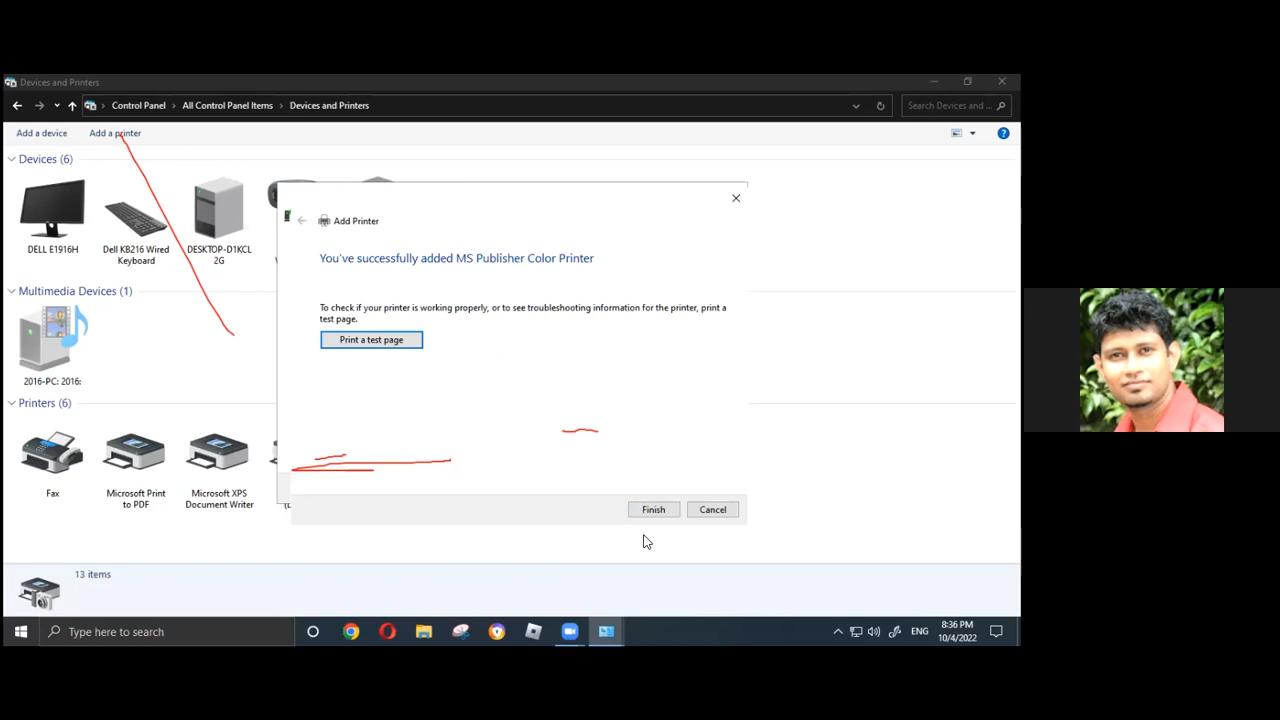 Devices and Printers
Control Panel > All Control Panel Items > Devices and Printers
Search Devices and ...
Add a device
Add a printer
Devices (6)
DELL E1916H
Dell KB216 Wired
Keyboard
DESKTOP-D1KCL
2G
Multimedia Devices (1)
2016-PC: 2016:
Printers (6)
Fax
Microsoft Print
to PDF
Microsoft XPS
Document Writer
Add Printer
You've successfully added MS Publisher Color Printer
To check if your printer is working properly, or to see troubleshooting information for the printer, print a
test page.
Print a test page
Finish
Cancel
13 items
Type here to search
ENG
8:36 PM
10/4/2022